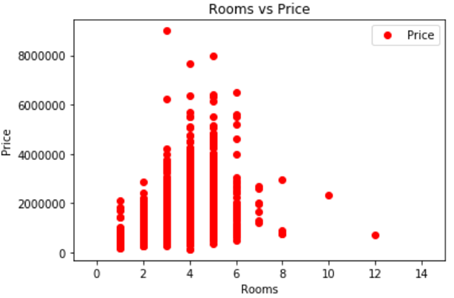 Rooms vs Price
Price
8000000
6000000
4000000
2000000
0
Price
0 2 4 6 8 10 12 14
Rooms